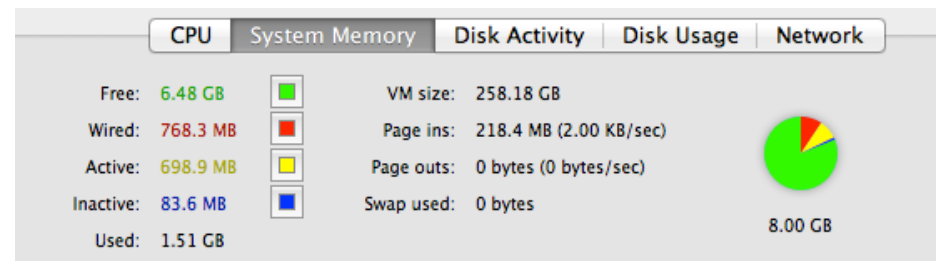 CPU System Memory Disk Activity Disk Usage Network
Free: 6.48 GB VM size: 258.18 GB
Wired: 768.3 MB Page ins: 218.4 MB (2.00 KB/sec)
Active: 698.9 MB Page outs: 0 bytes (0 bytes/sec)
Inactive: 83.6 MB Swap used: 0 bytes
Used: 1.51 GB
8.00 GB